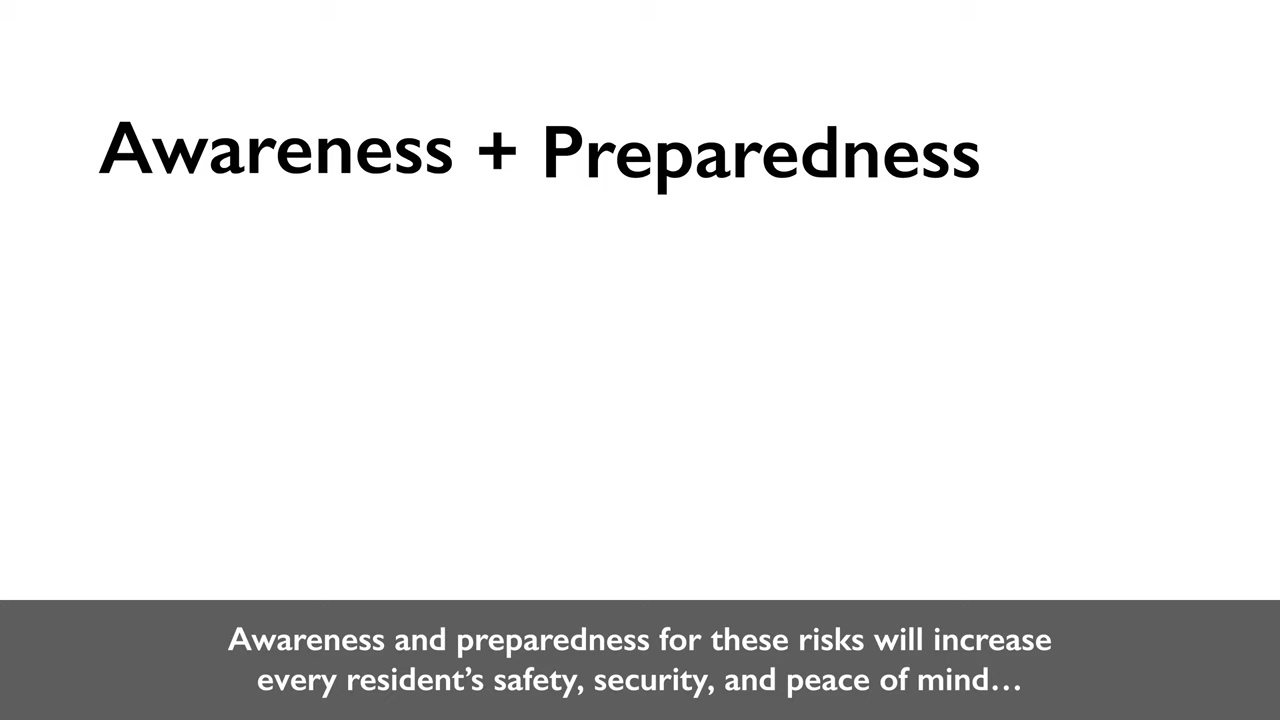 Awareness + Preparedness
Awareness and preparedness for these risks will increase
every resident’s safety, security, and peace of mind…